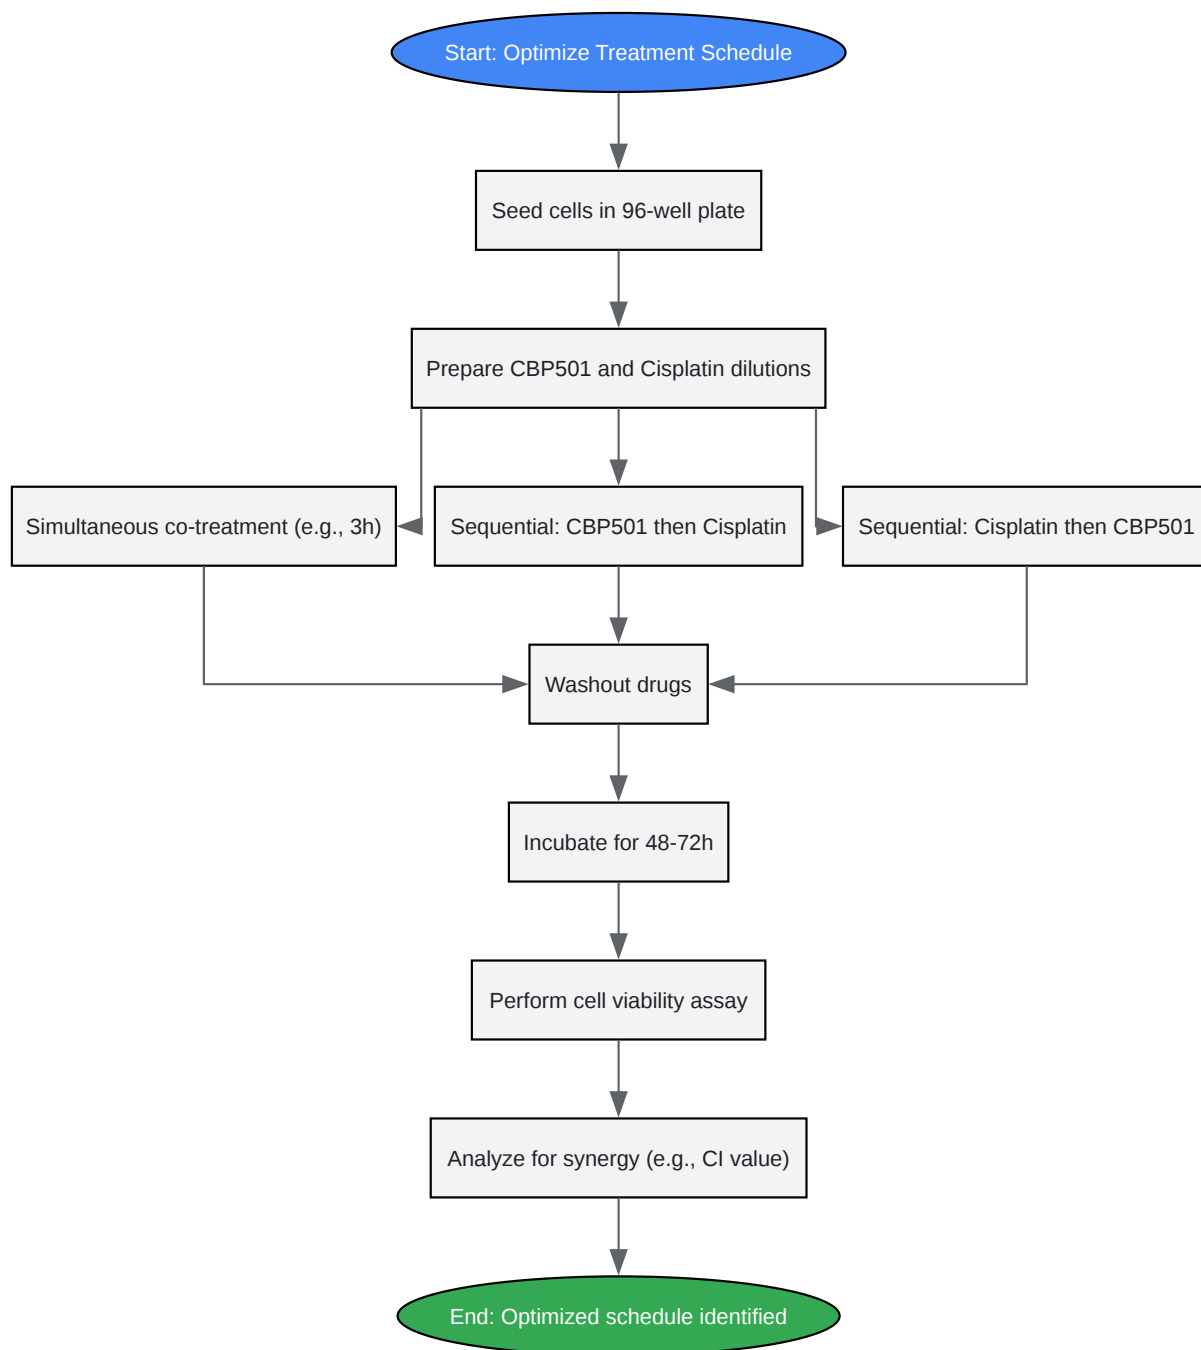 Start: Optimize Treatment Schedule
Seed cells in 96-well plate
Prepare CBP501 and Cisplatin dilutions
Simultaneous co-treatment (e.g., 3h)
Sequential: CBP501 then Cisplatin
Sequential: Cisplatin then CBP501
Washout drugs
Incubate for 48-72h
Perform cell viability assay
Analyze for synergy (e.g., CI value)
End: Optimized schedule identified